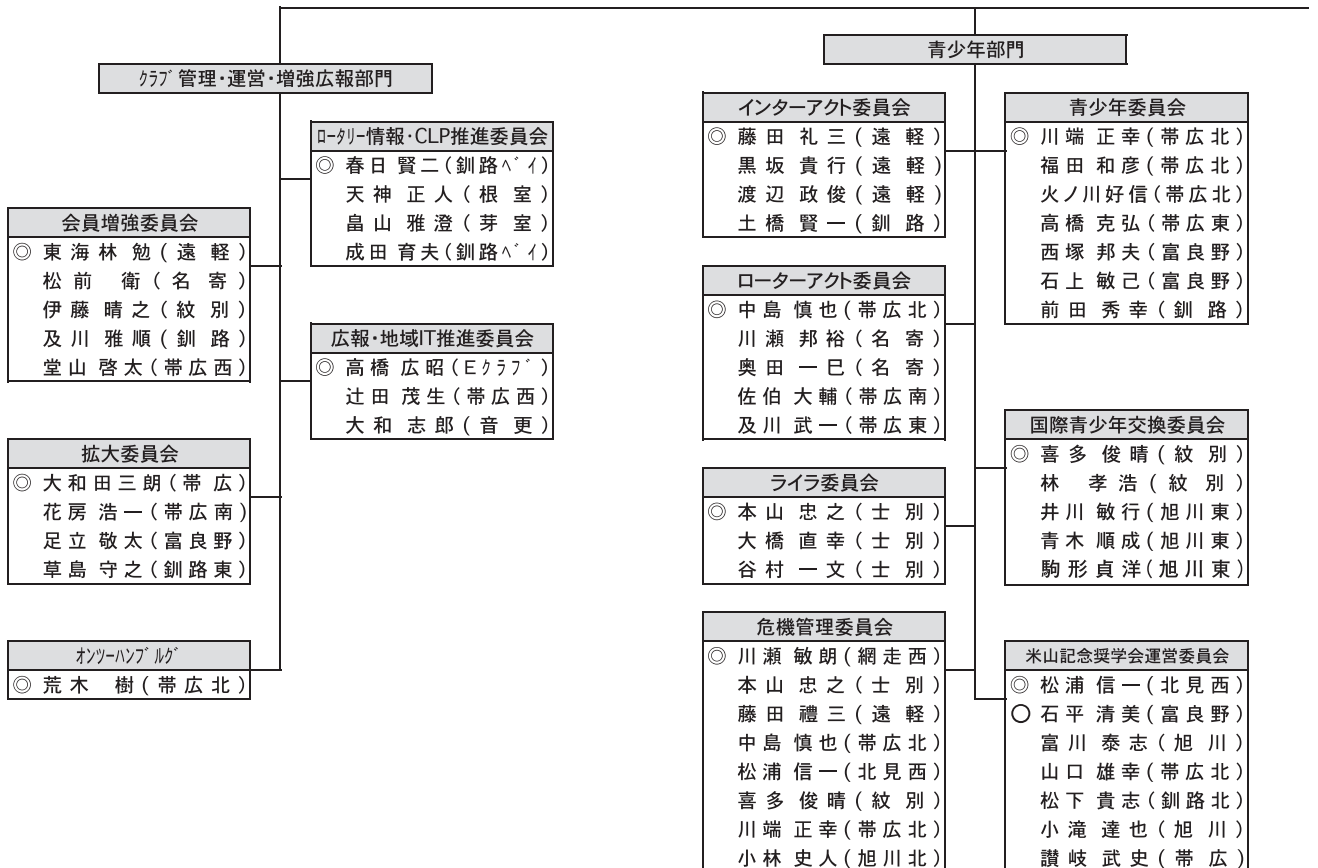 クラブ管理・運営・増強広報部門
ロータリー情報・CLP推進委員会
◎ 春日 賢二(釧路ベイ)
天神 正人(根 室)
畠山 雅澄(芽 室)
成田 育夫(釧路ベイ)
会員増強委員会
◎ 東海林 勉(遠 軽)
松前 衛(名 寄)
伊藤 晴之(紋 別)
及川 雅順(釧 路)
堂山 啓太(帯広西)
広報・地域IT推進委員会
◎ 高橋 広昭(Eクラブ)
辻田 茂生(帯広西)
大和 志郎(音 更)
拡大委員会
◎ 大和田三朗(帯 広)
花房 浩一(帯広南)
足立 敬太(富良野)
草島 守之(釧路東)
オンツーハンブルグ
◎ 荒木 樹(帯広北)
青少年部門
インターアクト委員会
◎ 藤田 礼三(遠 軽)
黒坂 貴行(遠 軽)
渡辺 政俊(遠 軽)
土橋 賢一(釧 路)
ローターアクト委員会
◎ 中島 慎也(帯広北)
川瀬 邦裕(名 寄)
奥田 一巳(名 寄)
佐伯 大輔(帯広南)
及川 武一(帯広東)
ライラ委員会
◎ 本山 忠之(士 別)
大橋 直幸(士 別)
谷村 一文(士 別)
危機管理委員会
◎ 川瀬 敏朗(網走西)
本山 忠之(士 別)
藤田 禮三(遠 軽)
中島 慎也(帯広北)
松浦 信一(北見西)
喜多 俊晴(紋 別)
川端 正幸(帯広北)
小林 史人(旭川北)
青少年委員会
◎ 川端 正幸(帯広北)
福田 和彦(帯広北)
火ノ川好信(帯広北)
高橋 克弘(帯広東)
西塚 邦夫(富良野)
石上 敏己(富良野)
前田 秀幸(釧 路)
国際青少年交換委員会
◎ 喜多 俊晴(紋 別)
林 孝浩(紋 別)
井川 敏行(旭川東)
青木 順成(旭川東)
駒形 貞洋(旭川東)
米山記念奨学会運営委員会
◎ 松浦 信一(北見西)
○ 石平 清美(富良野)
富川 泰志(旭 川)
山口 雄幸(帯広北)
松下 貴志(釧路北)
小滝 達也(旭 川)
讃岐 武史(帯 広)